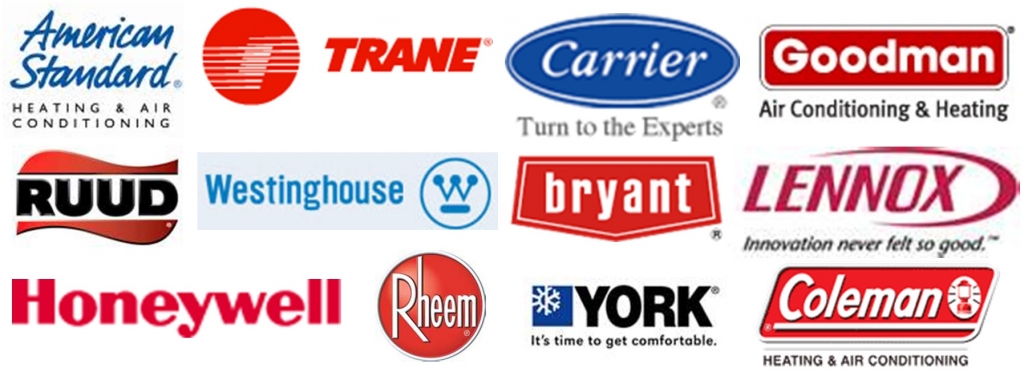 American
Standard®
HEATING & AIR
CONDITIONING
TRANE®
Carrier
®
Turn to the Experts
Goodman®
Air Conditioning & Heating
RUUD®
Westinghouse W
bryant
®
LENNOX
Innovation never felt so good.™
Honeywell
Rheem®
YORK®
It's time to get comfortable.
Coleman®
HEATING & AIR CONDITIONING